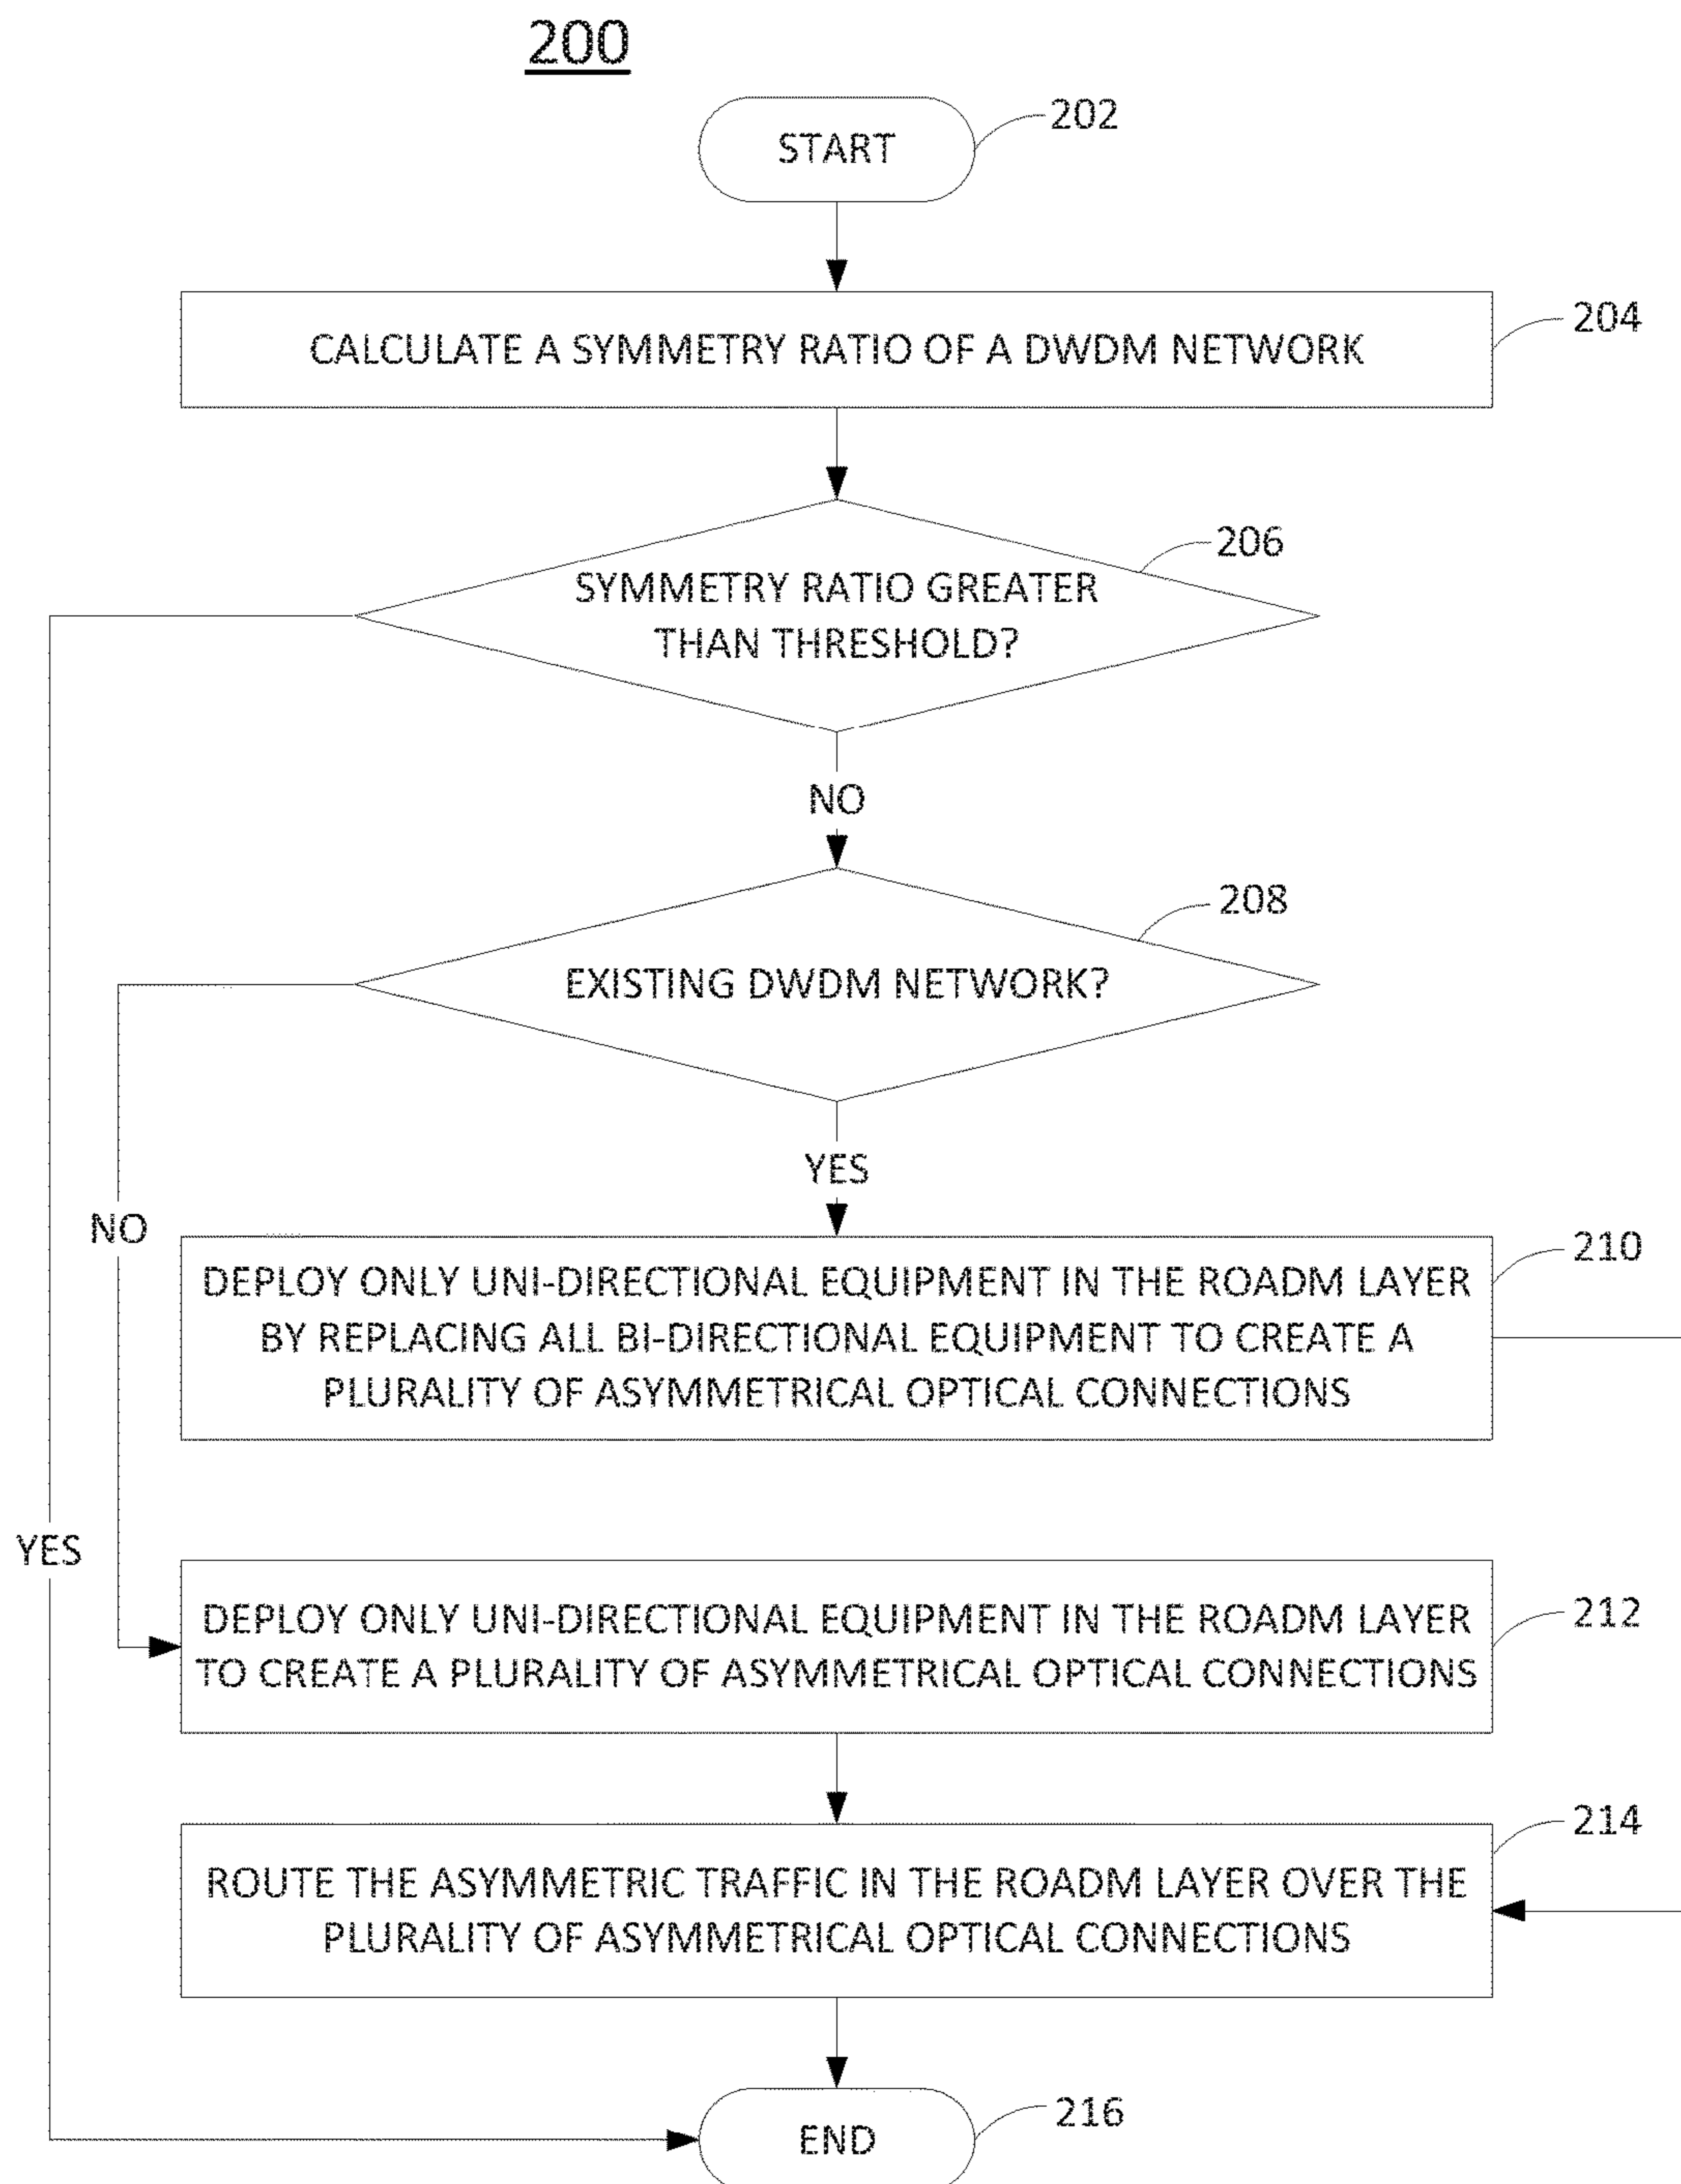 200
START
202
CALCULATE A SYMMETRY RATIO OF A DWDM NETWORK
204
SYMMETRY RATIO GREATER
THAN THRESHOLD?
206
NO
EXISTING DWDM NETWORK?
208
YES
NO
DEPLOY ONLY UNI-DIRECTIONAL EQUIPMENT IN THE ROADM LAYER
BY REPLACING ALL BI-DIRECTIONAL EQUIPMENT TO CREATE A
PLURALITY OF ASYMMETRICAL OPTICAL CONNECTIONS
210
YES
DEPLOY ONLY UNI-DIRECTIONAL EQUIPMENT IN THE ROADM LAYER
TO CREATE A PLURALITY OF ASYMMETRICAL OPTICAL CONNECTIONS
212
ROUTE THE ASYMMETRIC TRAFFIC IN THE ROADM LAYER OVER THE
PLURALITY OF ASYMMETRICAL OPTICAL CONNECTIONS
214
END
216